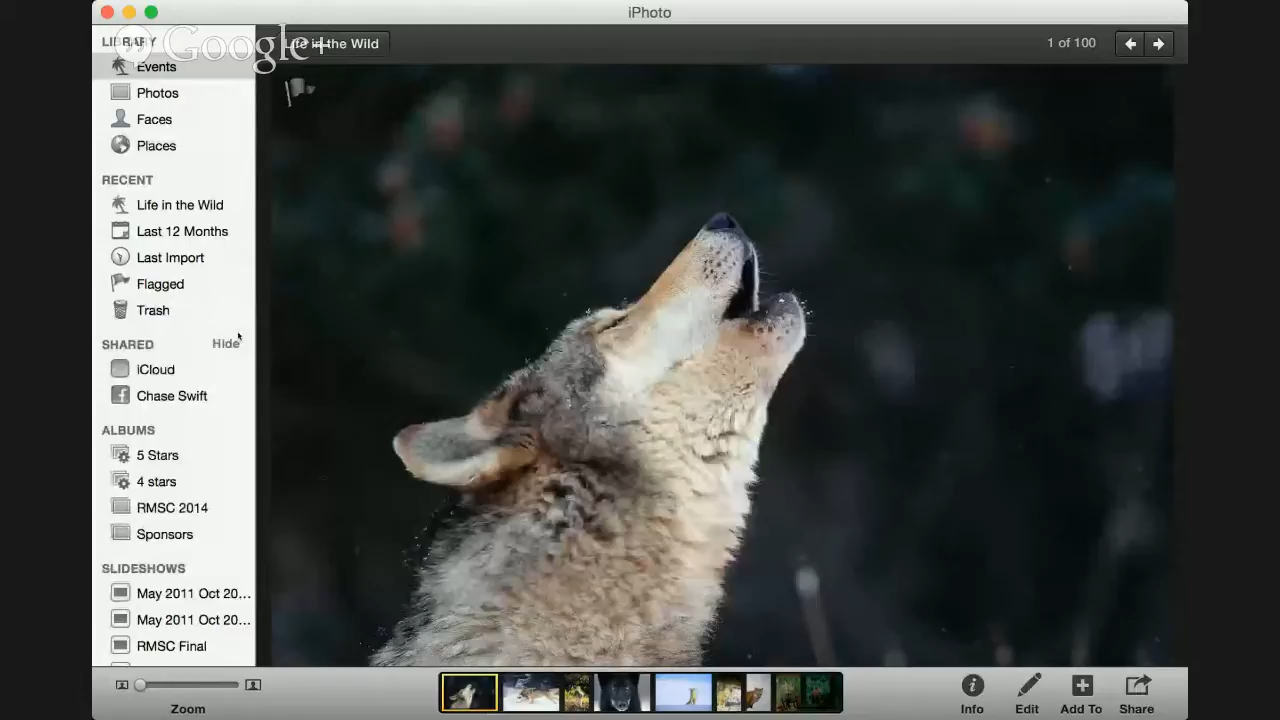 iPhoto
LIBRARY
Google+
Life in the Wild
1 of 100
Events
Photos
Faces
Places
RECENT
Life in the Wild
Last 12 Months
Last Import
Flagged
Trash
SHARED Hide
iCloud
Chase Swift
ALBUMS
5 Stars
4 stars
RMSC 2014
Sponsors
SLIDESHOWS
May 2011 Oct 20...
May 2011 Oct 20...
RMSC Final
Zoom
Info
Edit
Add To
Share